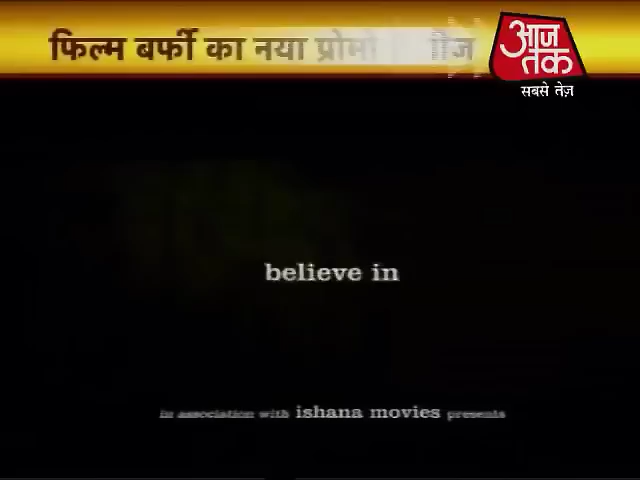 फिल्म बर्फी का नया प्रोमो
आज
तक
सबसे तेज़
believe in
in association with ishana movies presents